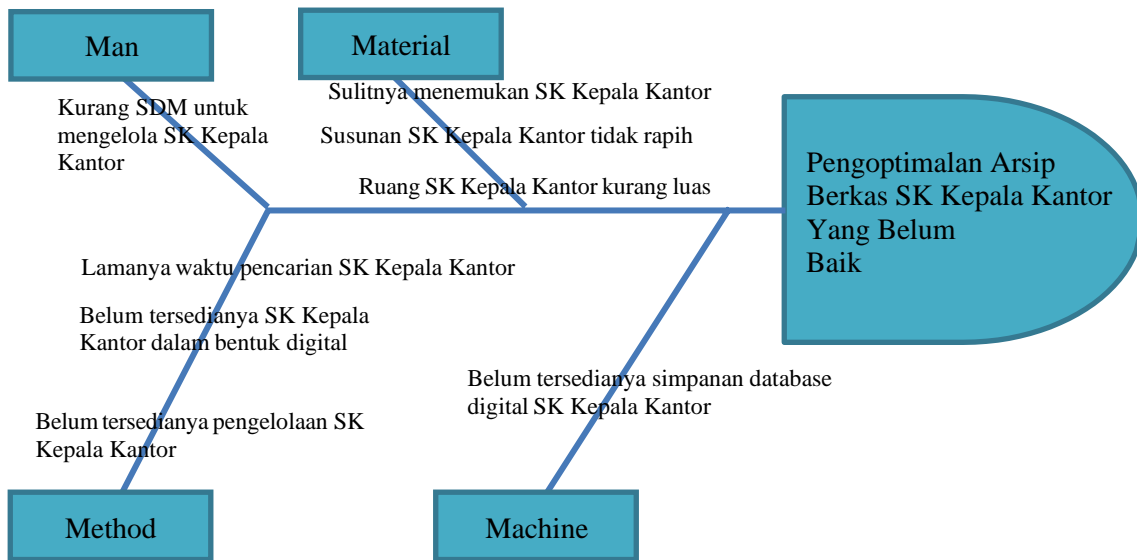 Man
Material
Kurang SDM untuk
mengelola SK Kepala
Kantor
Sulitnya menemukan SK Kepala Kantor
Susunan SK Kepala Kantor tidak rapih
Ruang SK Kepala Kantor kurang luas
Pengoptimalan Arsip
Berkas SK Kepala Kantor
Yang Belum
Baik
Lamanya waktu pencarian SK Kepala Kantor
Belum tersedianya SK Kepala
Kantor dalam bentuk digital
Belum tersedianya pengelolaan SK
Kepala Kantor
Belum tersedianya simpanan database
digital SK Kepala Kantor
Method
Machine